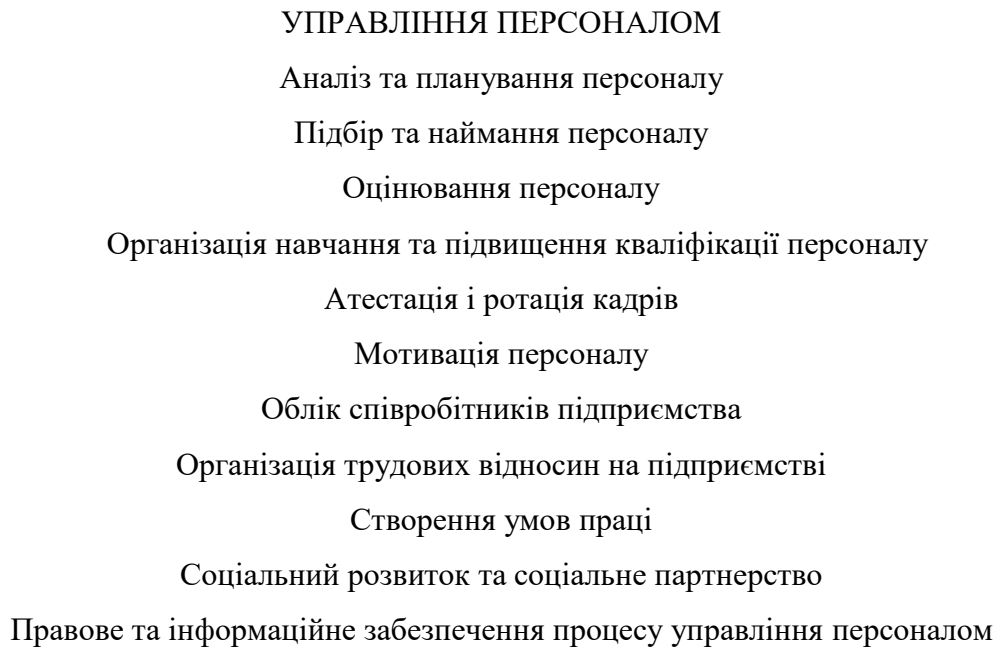 УПРАВЛІННЯ ПЕРСОНАЛОМ
Аналіз та планування персоналу
Підбір та наймання персоналу
Оцінювання персоналу
Організація навчання та підвищення кваліфікації персоналу
Атестація і ротація кадрів
Мотивація персоналу
Облік співробітників підприємства
Організація трудових відносин на підприємстві
Створення умов праці
Соціальний розвиток та соціальне партнерство
Правове та інформаційне забезпечення процесу управління персоналом